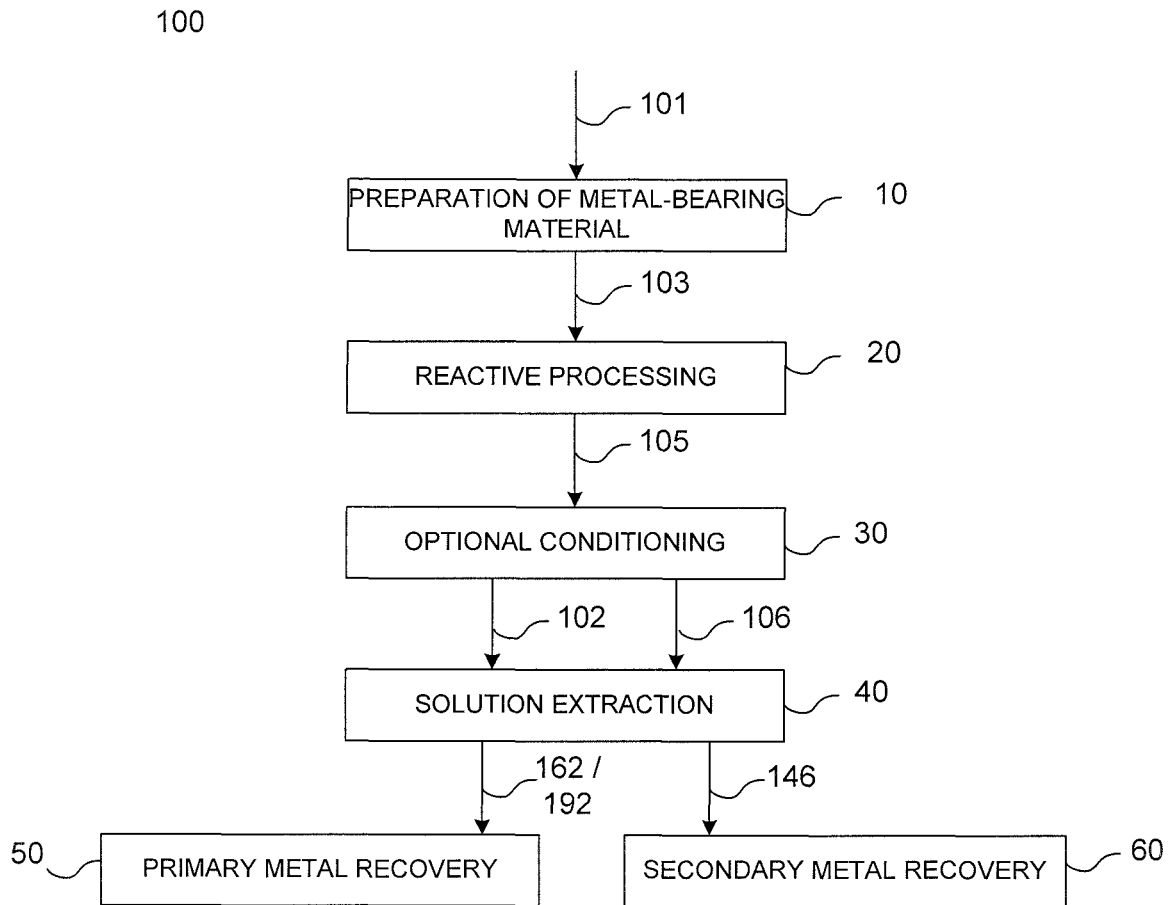 100
101
PREPARATION OF METAL-BEARING
MATERIAL
10
103
REACTIVE PROCESSING
20
105
OPTIONAL CONDITIONING
30
102
106
SOLUTION EXTRACTION
40
162 /
192
146
50
PRIMARY METAL RECOVERY
SECONDARY METAL RECOVERY
60